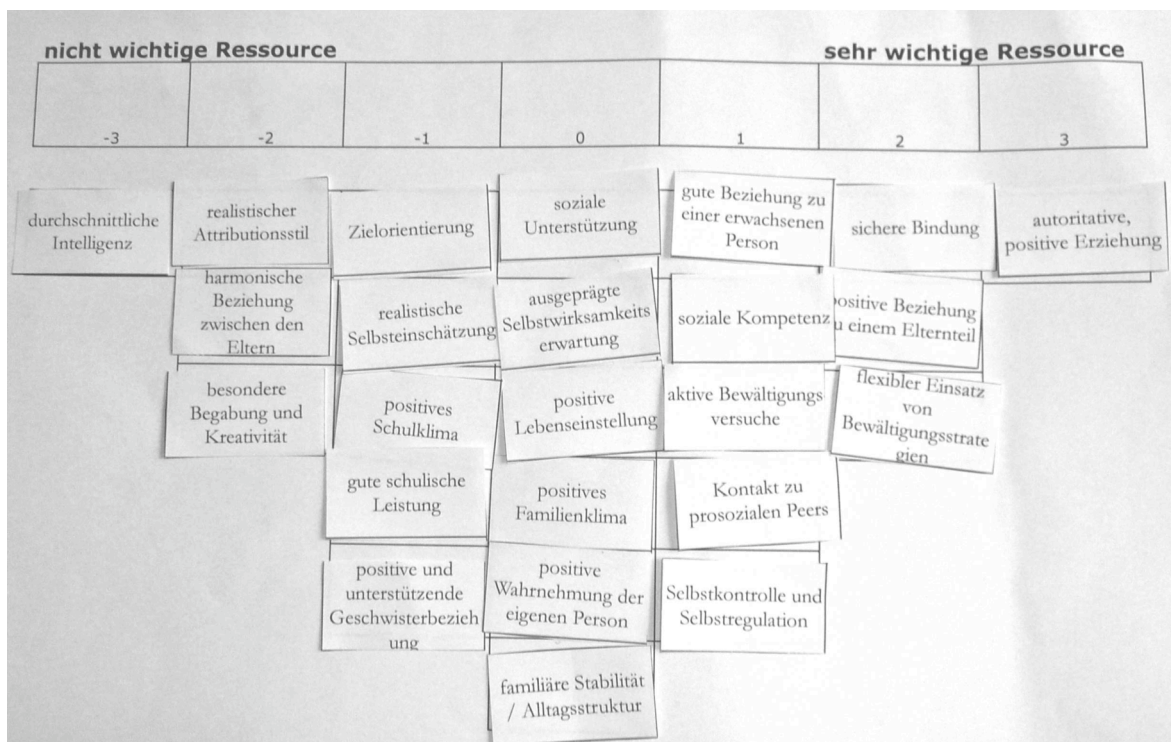 nicht wichtige Ressource
sehr wichtige Ressource
-3
-2
-1
0
1
2
3
durchschnittliche
Intelligenz
realistischer
Attributionsstil
harmonische
Beziehung
zwischen den
Eltern
besondere
Begabung und
Kreativität
Zielorientierung
realistische
Selbsteinschätzung
positives
Schulklima
gute schulische
Leistung
positive und
unterstützende
Geschwisterbezieh
ung
soziale
Unterstützung
ausgeprägte
Selbstwirksamkeits
erwartung
positive
Lebenseinstellung
positives
Familienklima
positive
Wahrnehmung der
eigenen Person
familiäre Stabilität
/ Alltagsstruktur
gute Beziehung zu
einer erwachsenen
Person
soziale Kompetenz
aktive Bewältigungs
versuche
Kontakt zu
prosozialen Peers
Selbstkontrolle und
Selbstregulation
sichere Bindung
ositive Beziehung
u einem Elternteil
flexibler Einsatz
von
Bewältigungsstrate
gien
autoritative,
positive Erziehung